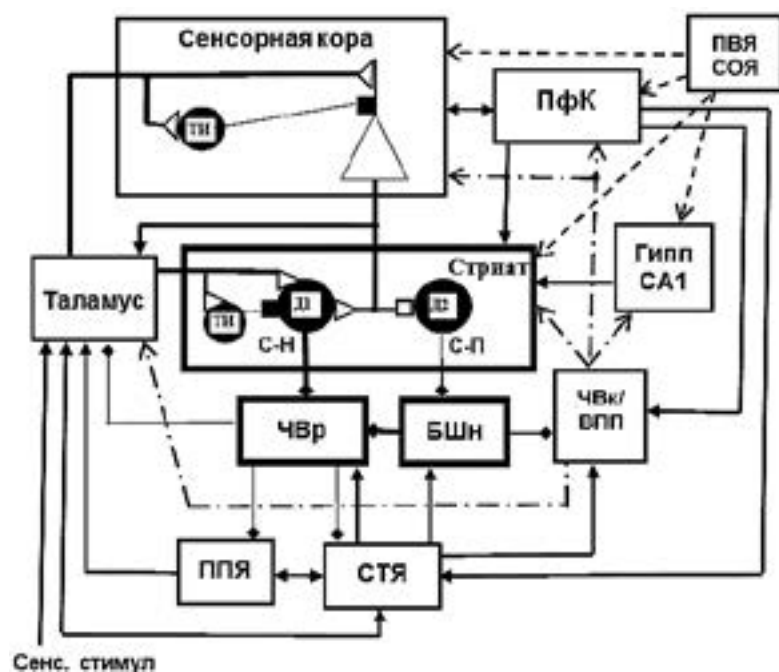 Сенсорная кора
ПВЯ
СОЯ
ПфК
ТИ
Гипп
СА1
Стриат
Таламус
Д1
Д2
ТИ
С-Н
С-П
ЧВр
БШн
ЧВк/
ВПП
ППЯ
СТЯ
Сенс. стимул